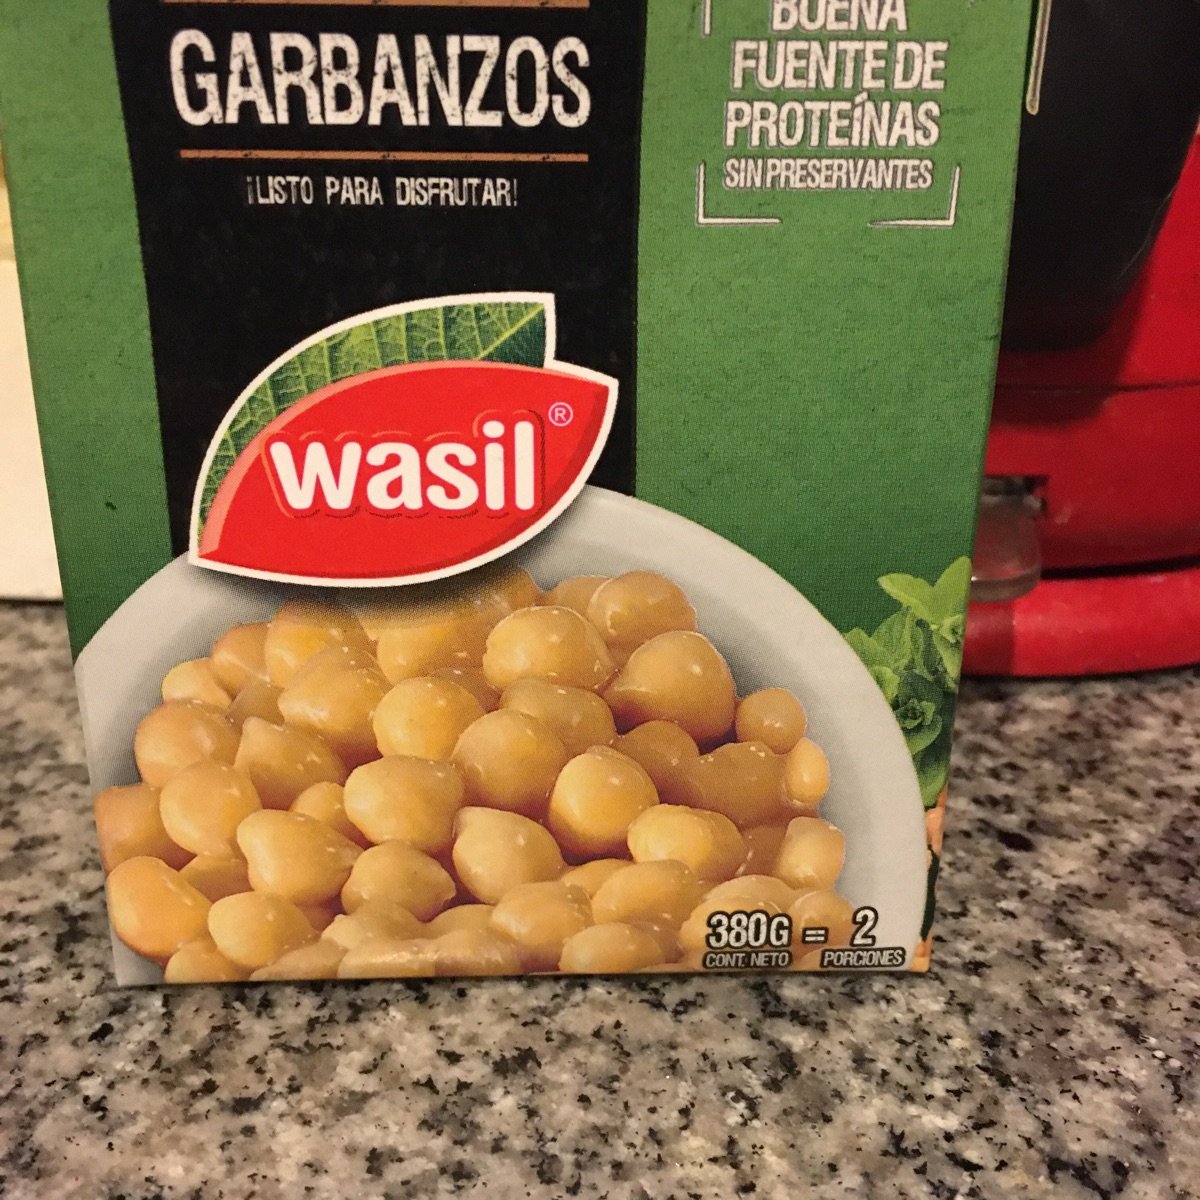 GARBANZOS
¡LISTO PARA DISFRUTAR!
BUENA
FUENTE DE
PROTEÍNAS
SIN PRESERVANTES
wasil®
380G = 2
CONT. NETO PORCIONES